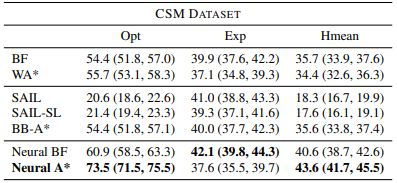 CSM DATASET
Opt Exp Hmean
BF 54.4 (51.8, 57.0) 39.9 (37.6, 42.2) 35.7 (33.9, 37.6)
WA* 55.7 (53.1, 58.3) 37.1 (34.8, 39.3) 34.4 (32.6, 36.3)
SAIL 20.6 (18.6, 22.6) 41.0 (38.8, 43.3) 18.3 (16.7, 19.9)
SAIL-SL 21.4 (19.4, 23.3) 39.3 (37.1, 41.6) 17.6 (16.1, 19.1)
BB-A* 54.4 (51.8, 57.1) 40.0 (37.7, 42.3) 35.6 (33.8, 37.4)
Neural BF 60.9 (58.5, 63.3) 42.1 (39.8, 44.3) 40.6 (38.7, 42.6)
Neural A* 73.5 (71.5, 75.5) 37.6 (35.5, 39.7) 43.6 (41.7, 45.5)